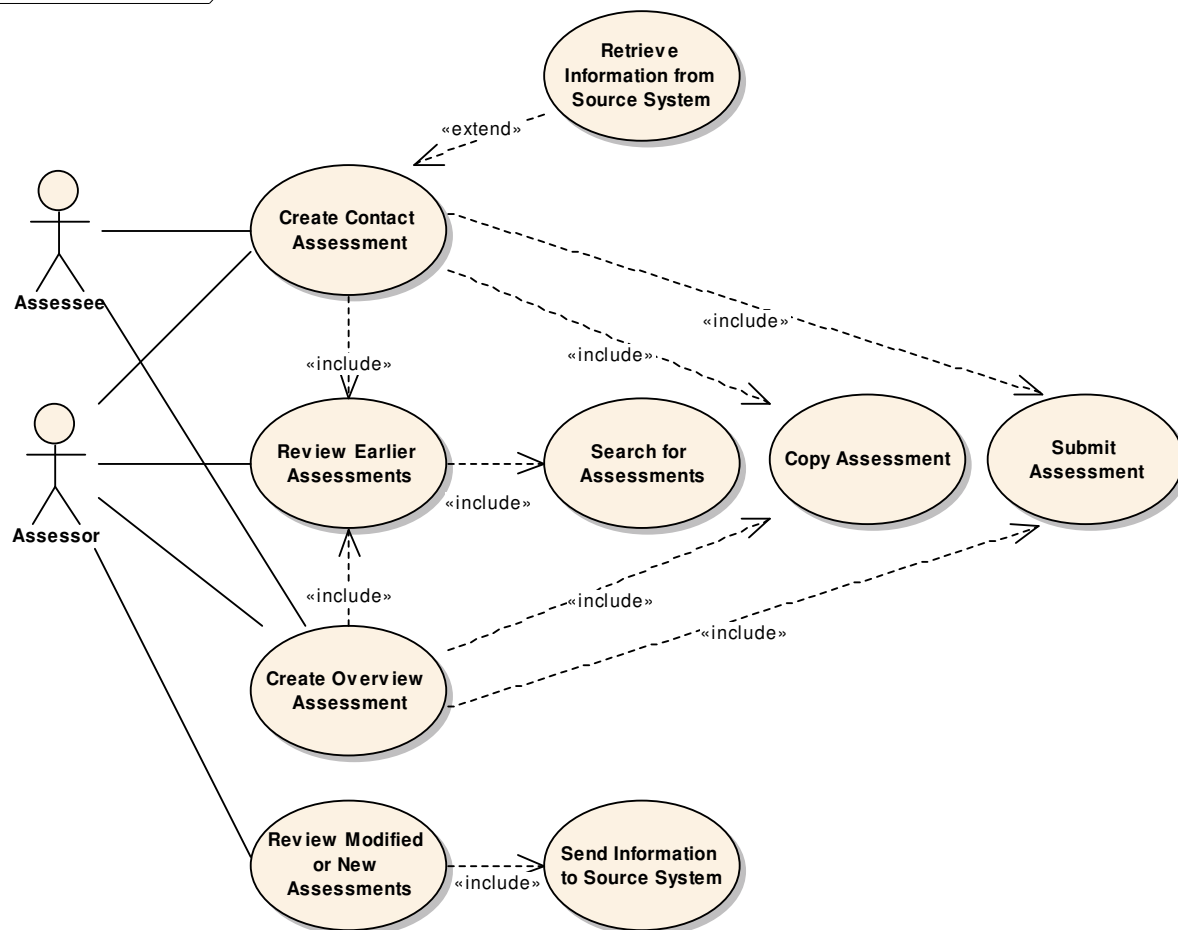 Retrieve
Information from
Source System
«extend»
Create Contact
Assessment
Assessee
«include»
«include»
«include»
Review Earlier
Assessments
Search for
Assessments
Copy Assessment
Submit
Assessment
«include»
Assessor
«include»
«include»
«include»
Create Overview
Assessment
Review Modified
or New
Assessments
Send Information
to Source System
«include»